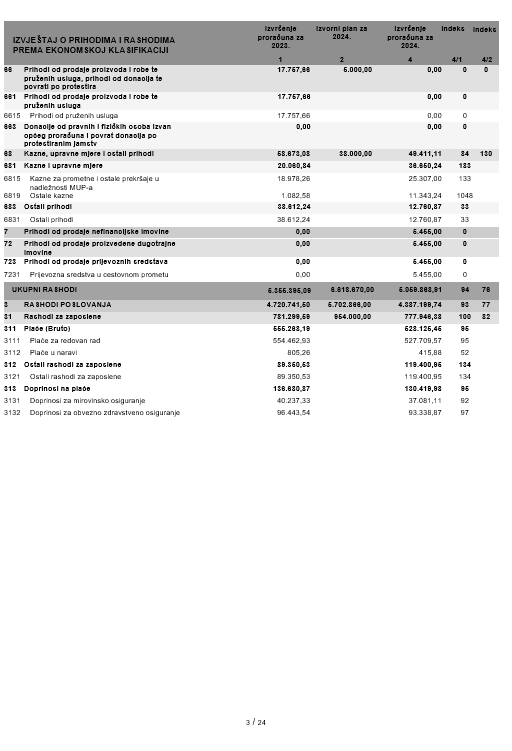 IZVJEŠTAJ O PRIHODIMA I RASHODIMA
PREMA EKONOMSKOJ KLASIFIKACIJI
Izvršenje proračuna za 2023. Izvorni plan za 2024. Izvršenje proračuna za 2024. Indeks Indeks
1 2 4 4/1 4/2
66 Prihodi od prodaje proizvoda i robe te 17.757,66 5.000,00 0,00 0 0
pruženih usluga, prihodi od donacija te
povrati po protestira
661 Prihodi od prodaje proizvoda i robe te 17.757,66 0,00 0
pruženih usluga
6615 Prihodi od pruženih usluga 17.757,66 0,00 0
663 Donacije od pravnih i fizičkih osoba izvan 0,00 0,00 0
općeg proračuna i povrat donacija po
protestiranim jamstv
68 Kazne, upravne mjere i ostali prihodi 58.673,08 38.000,00 49.411,11 84 130
681 Kazne i upravne mjere 20.060,84 36.650,24 183
6815 Kazne za prometne i ostale prekršaje u 18.978,26 25.307,00 133
nadležnosti MUP-a
6819 Ostale kazne 1.082,58 11.343,24 1048
683 Ostali prihodi 38.612,24 12.760,87 33
6831 Ostali prihodi 38.612,24 12.760,87 33
7 Prihodi od prodaje nefinancijske imovine 0,00 5.455,00 0
72 Prihodi od prodaje proizvedene dugotrajne 0,00 5.455,00 0
imovine
723 Prihodi od prodaje prijevoznih sredstava 0,00 5.455,00 0
7231 Prijevozna sredstva u cestovnom prometu 0,00 5.455,00 0
UKUPNI RASHODI 5.355.395,09 6.618.670,00 5.059.868,91 94 76
3 RASHODI POSLOVANJA 4.720.741,50 5.702.866,00 4.387.199,74 93 77
31 Rashodi za zaposlene 781.299,59 954.000,00 777.946,38 100 82
311 Plaće (Bruto) 555.268,19 528.125,45 95
3111 Plaće za redovan rad 554.462,93 527.709,57 95
3112 Plaće u naravi 805,26 415,88 52
312 Ostali rashodi za zaposlene 89.350,53 119.400,95 134
3121 Ostali rashodi za zaposlene 89.350,53 119.400,95 134
313 Doprinosi na plaće 136.680,87 130.419,98 95
3131 Doprinosi za mirovinsko osiguranje 40.237,33 37.081,11 92
3132 Doprinosi za obvezno zdravstveno osiguranje 96.443,54 93.338,87 97
3 / 24